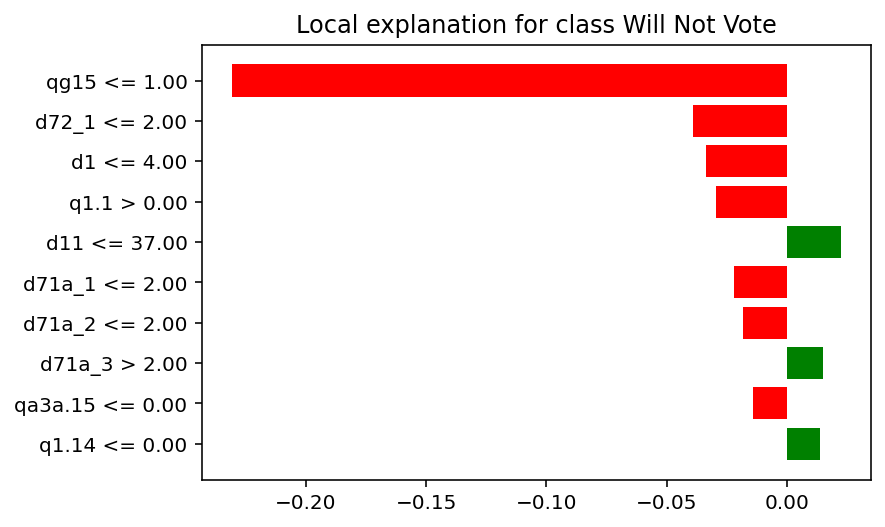 Local explanation for class Will Not Vote
qg15 <= 1.00
d72_1 <= 2.00
d1 <= 4.00
q1.1 > 0.00
d11 <= 37.00
d71a_1 <= 2.00
d71a_2 <= 2.00
d71a_3 > 2.00
qa3a.15 <= 0.00
q1.14 <= 0.00
−0.20 −0.15 −0.10 −0.05 0.00